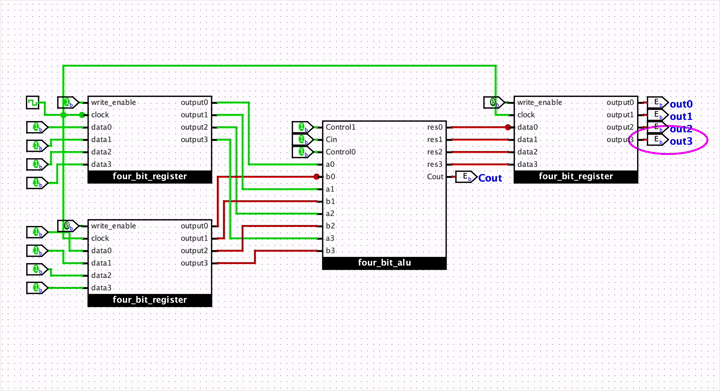 write_enable
clock
data0
data1
data2
data3
output0
output1
output2
output3
four_bit_register
write_enable
clock
data0
data1
data2
data3
output0
output1
output2
output3
four_bit_register
Control1
Cin
Control0
a0
b0
a1
b1
a2
b2
a3
b3
res0
res1
res2
res3
Cout
four_bit_alu
E b Cout
write_enable
clock
data0
data1
data2
data3
output0
output1
output2
output3
four_bit_register
E b out0
E b out1
E b out2
E b out3